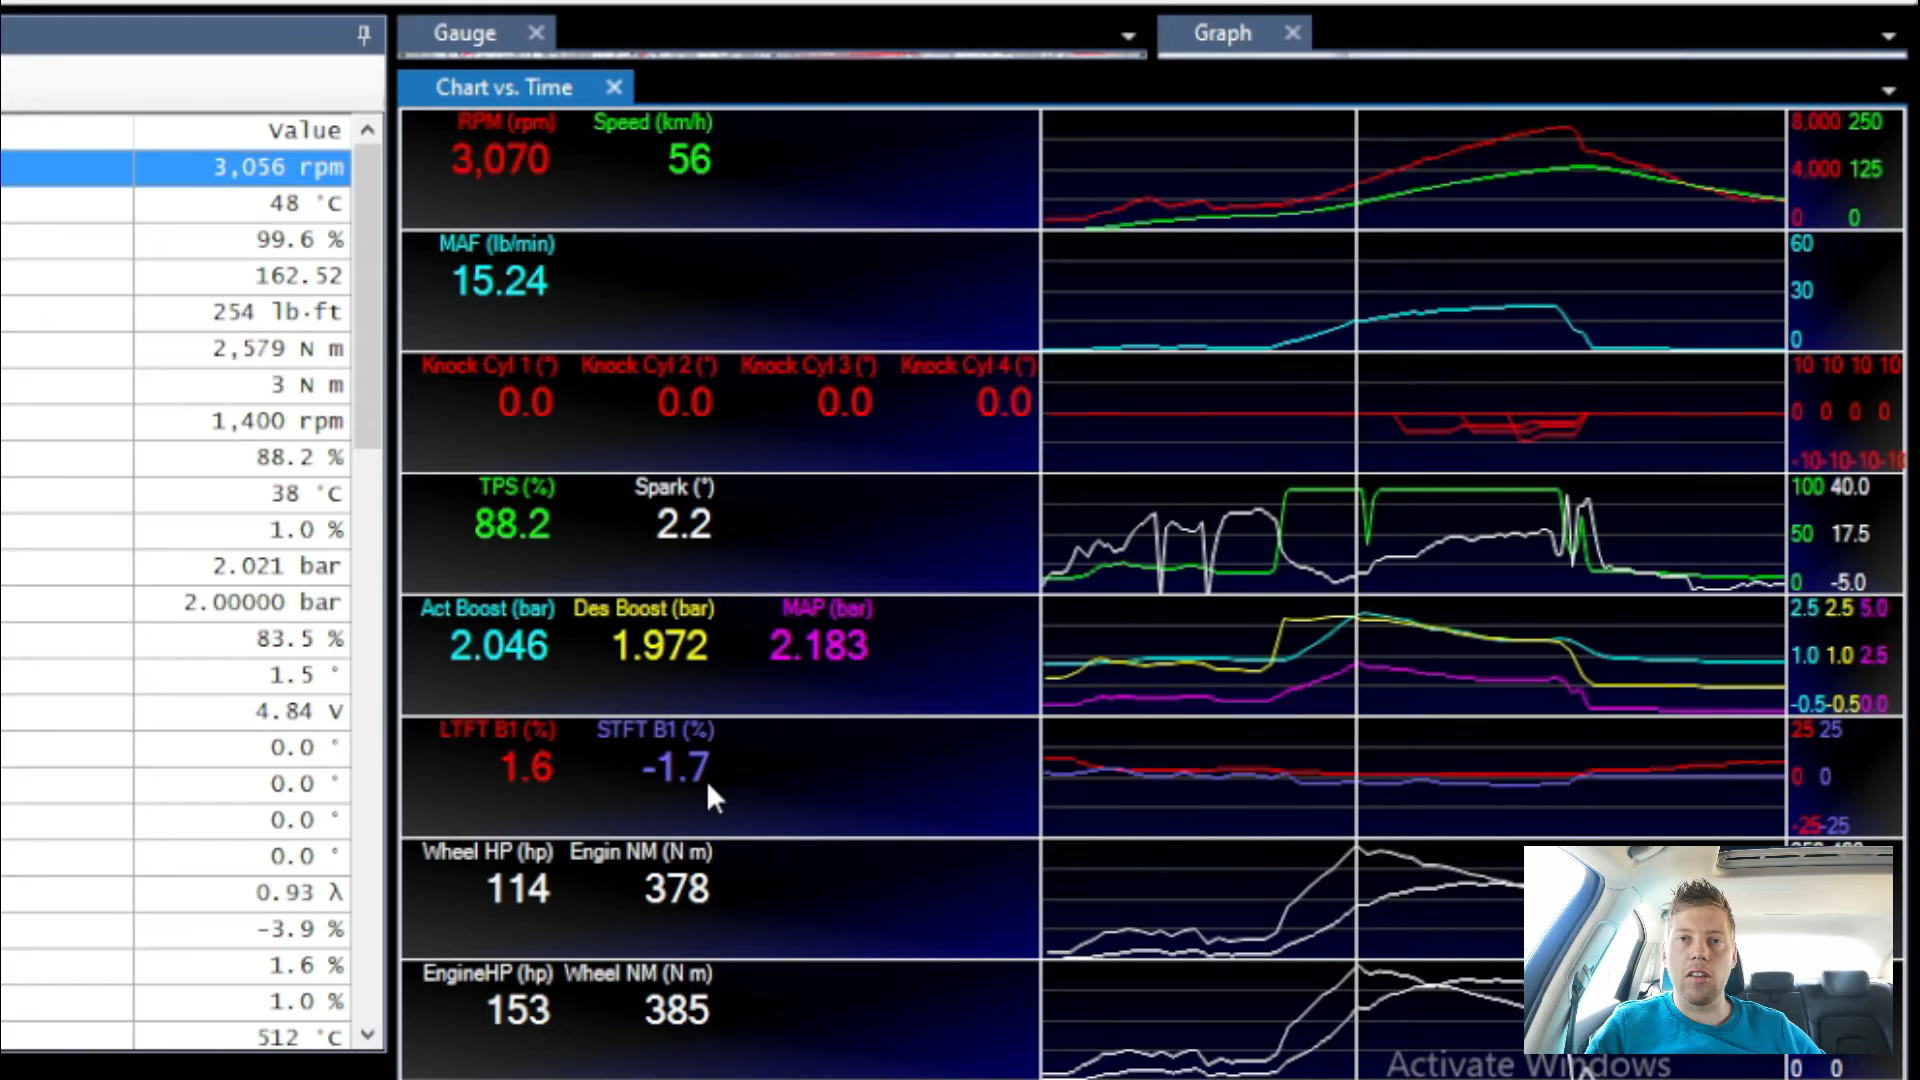 Gauge
Graph
Chart vs. Time
Value
3,056 rpm
48 °C
99.6 %
162.52
254 lb·ft
2,579 N m
3 N m
1,400 rpm
88.2 %
38 °C
1.0 %
2.021 bar
2.00000 bar
83.5 %
1.5 °
4.84 V
0.0 °
0.0 °
0.0 °
0.0 °
0.93 λ
-3.9 %
1.6 %
1.0 %
512 °C
RPM (rpm) Speed (km/h)
3,070 56
8,000 250
4,000 125
0 0
MAF (lb/min)
15.24
60
30
0
Knock Cyl 1 (°) Knock Cyl 2 (°) Knock Cyl 3 (°) Knock Cyl 4 (°)
0.0 0.0 0.0 0.0
10 10 10 10
0 0 0 0
-10-10-10-10
TPS (%) Spark (°)
88.2 2.2
100 40.0
50 17.5
0 -5.0
Act Boost (bar) Des Boost (bar) MAP (bar)
2.046 1.972 2.183
2.5 2.5 5.0
1.0 1.0 2.5
-0.5-0.50.0
LTFT B1 (%) STFT B1 (%)
1.6 -1.7
25 25
0 0
-25-25
Wheel HP (hp) Engin NM (N m)
114 378
EngineHP (hp) Wheel NM (N m)
153 385
Activate Windows
0 0